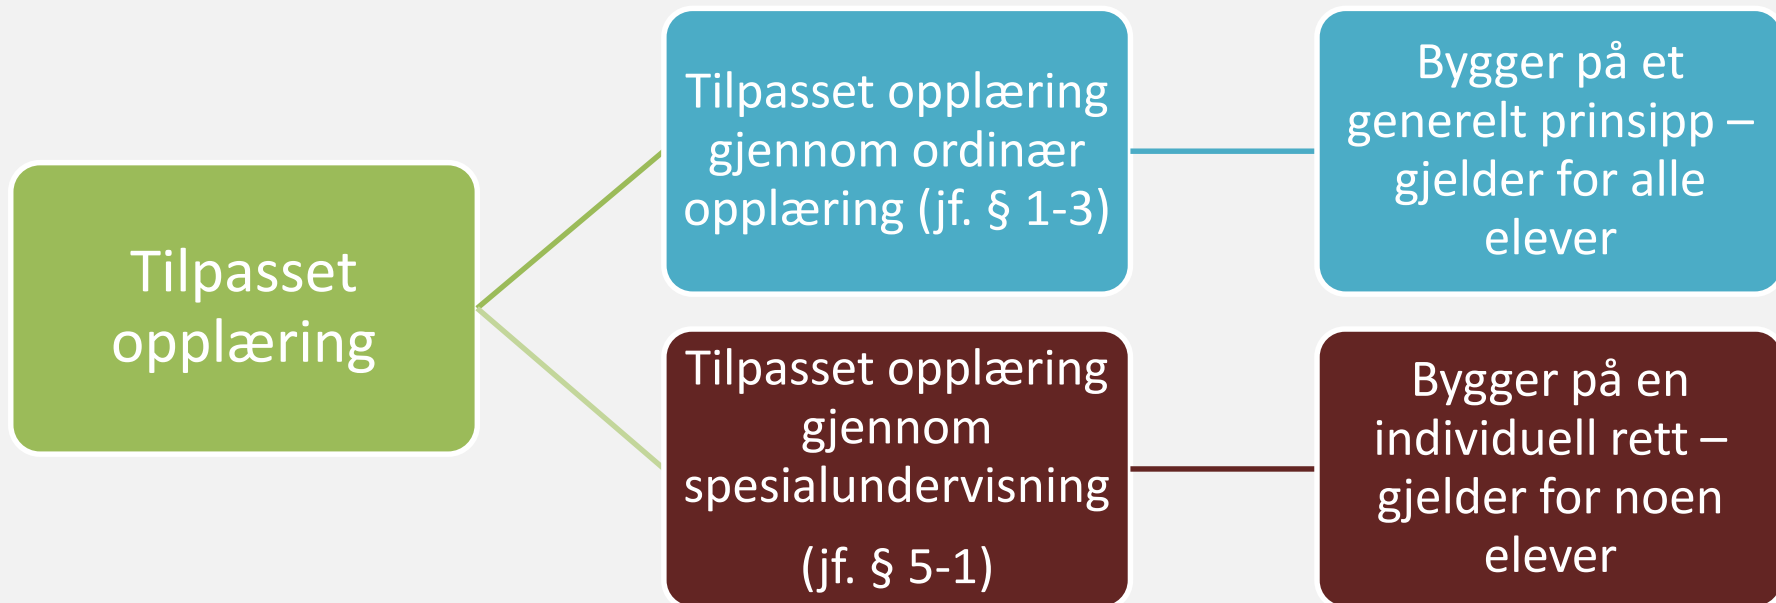 Tilpasset
opplæring
Tilpasset opplæring
gjennom ordinær
opplæring (jf. § 1-3)
Bygger på et
generelt prinsipp –
gjelder for alle
elever
Tilpasset opplæring
gjennom
spesialundervisning
(jf. § 5-1)
Bygger på en
individuell rett –
gjelder for noen
elever